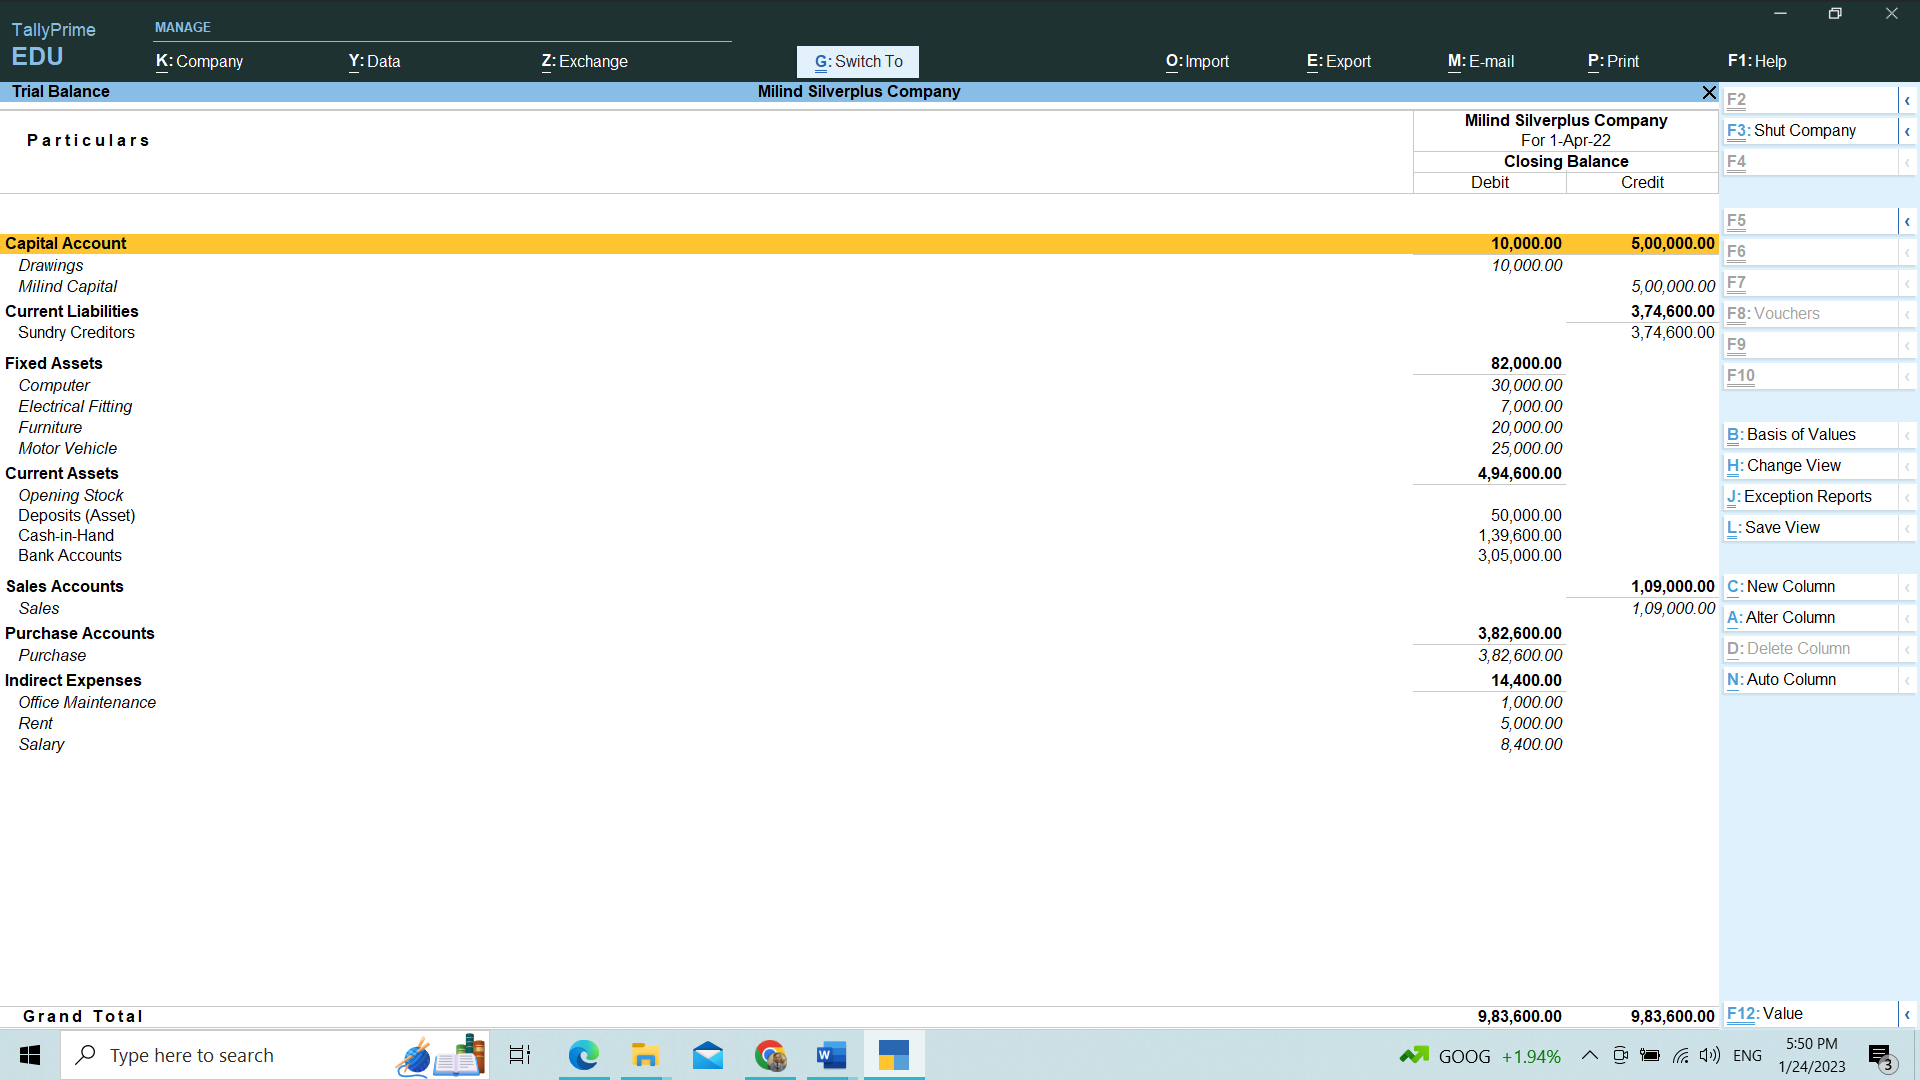 TallyPrime
EDU
MANAGE
K: Company Y: Data Z: Exchange G: Switch To O: Import E: Export M: E-mail P: Print F1: Help
Trial Balance Milind Silverplus Company
Particulars
Milind Silverplus Company
For 1-Apr-22
Closing Balance
Debit Credit
Capital Account 10,000.00 5,00,000.00
Drawings 10,000.00
Milind Capital 5,00,000.00
Current Liabilities 3,74,600.00
Sundry Creditors 3,74,600.00
Fixed Assets 82,000.00
Computer 30,000.00
Electrical Fitting 7,000.00
Furniture 20,000.00
Motor Vehicle 25,000.00
Current Assets 4,94,600.00
Opening Stock
Deposits (Asset) 50,000.00
Cash-in-Hand 1,39,600.00
Bank Accounts 3,05,000.00
Sales Accounts 1,09,000.00
Sales 1,09,000.00
Purchase Accounts 3,82,600.00
Purchase 3,82,600.00
Indirect Expenses 14,400.00
Office Maintenance 1,000.00
Rent 5,000.00
Salary 8,400.00
Grand Total 9,83,600.00 9,83,600.00
F2
F3: Shut Company
F4
F5
F6
F7
F8: Vouchers
F9
F10
B: Basis of Values
H: Change View
J: Exception Reports
L: Save View
C: New Column
A: Alter Column
D: Delete Column
N: Auto Column
F12: Value
Type here to search
W
GOOG +1.94%
ENG
5:50 PM
1/24/2023
3